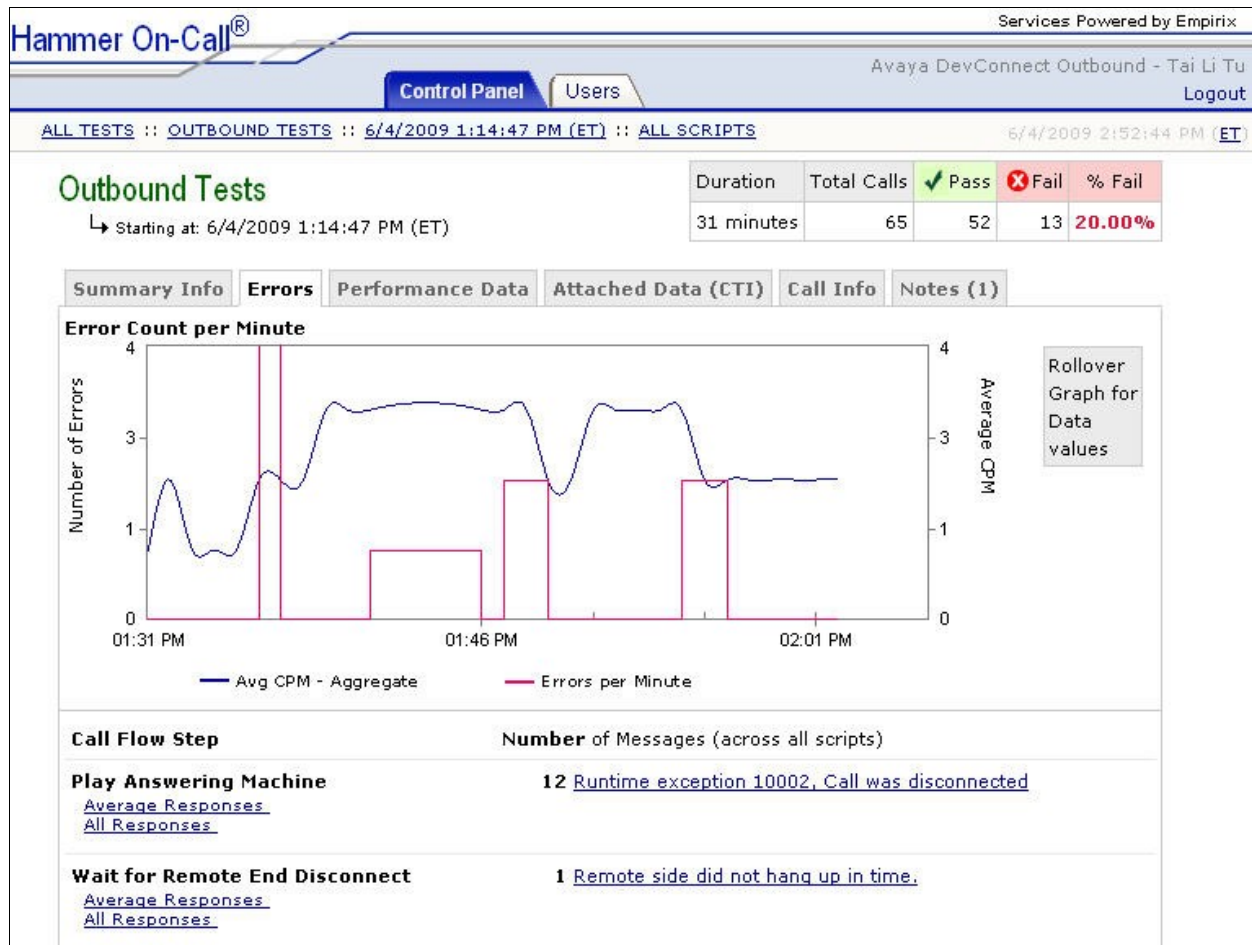 Services Powered by Empirix
Hammer On-Call®
Avaya DevConnect Outbound - Tai Li Tu
Control Panel
Users
Logout
ALL TESTS :: OUTBOUND TESTS :: 6/4/2009 1:14:47 PM (ET) :: ALL SCRIPTS
6/4/2009 2:52:44 PM (ET)
Outbound Tests
Starting at: 6/4/2009 1:14:47 PM (ET)
Duration Total Calls Pass Fail % Fail
31 minutes 65 52 13 20.00%
Summary Info Errors Performance Data Attached Data (CTI) Call Info Notes (1)
Error Count per Minute
Number of Errors
4
3
1
0
4
3
1
0
Average CPM
Rollover
Graph for
Data
values
01:31 PM 01:46 PM 02:01 PM
Avg CPM - Aggregate Errors per Minute
Call Flow Step Number of Messages (across all scripts)
Play Answering Machine 12 Runtime exception 10002, Call was disconnected
Average Responses
All Responses
Wait for Remote End Disconnect 1 Remote side did not hang up in time.
Average Responses
All Responses